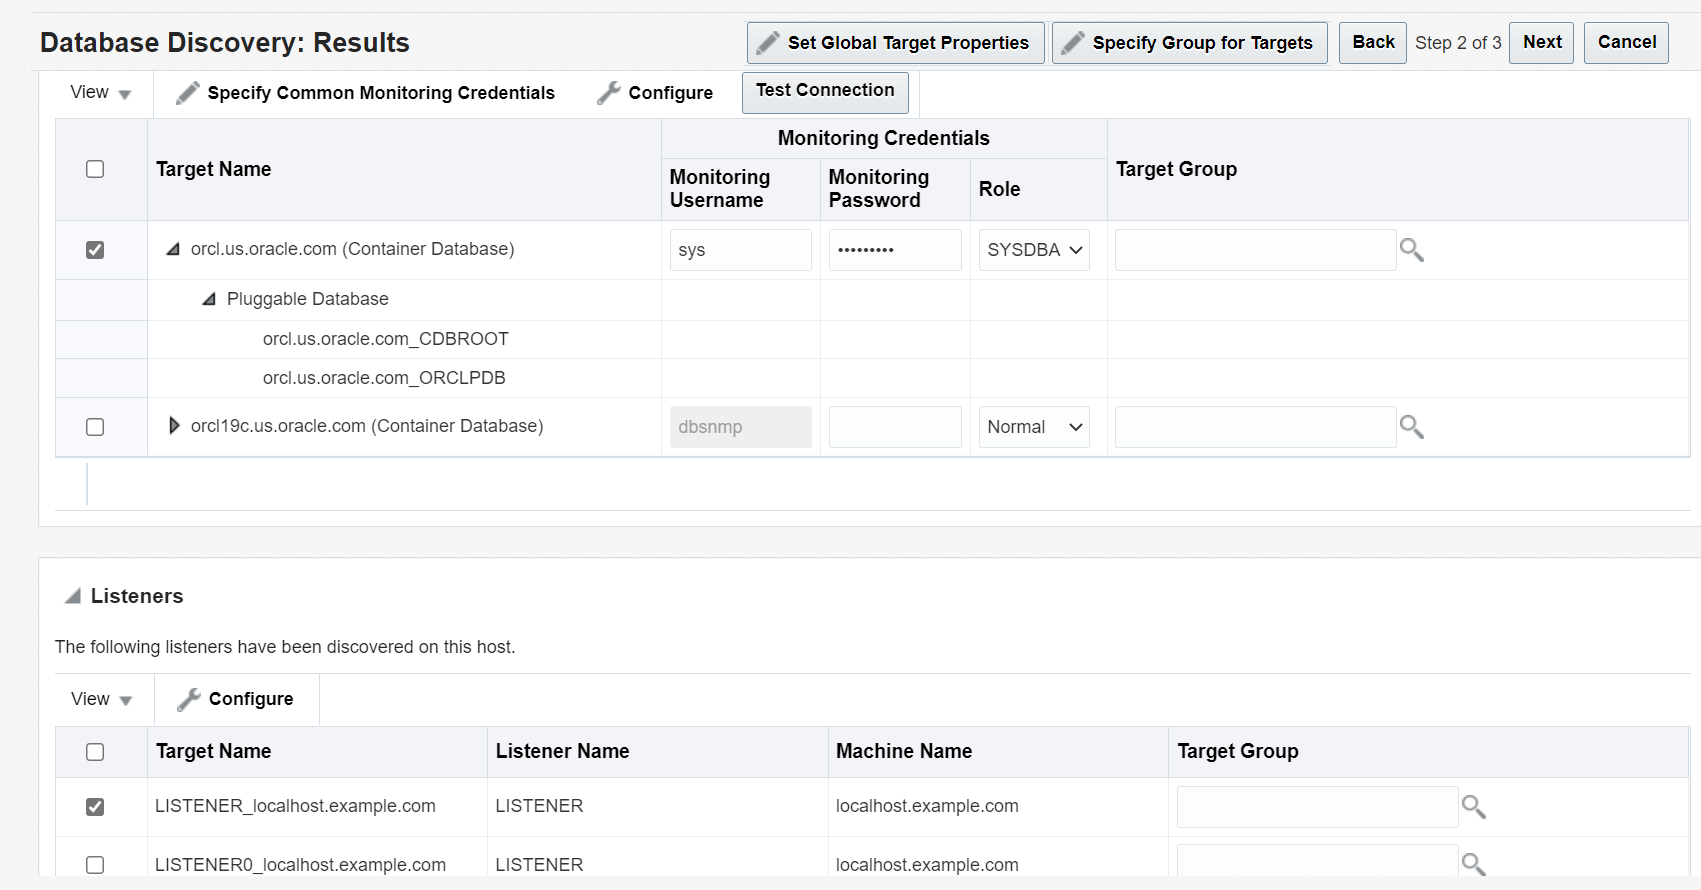 Database Discovery: Results
Set Global Target Properties
Specify Group for Targets
Back
Step 2 of 3
Next
Cancel
View
Specify Common Monitoring Credentials
Configure
Test Connection
Target Name
Monitoring Credentials
Monitoring
Username
Monitoring
Password
Role
Target Group
orcl.us.oracle.com (Container Database)
sys
•••••••••
SYSDBA
Pluggable Database
orcl.us.oracle.com_CDBROOT
orcl.us.oracle.com_ORCLPDB
orcl19c.us.oracle.com (Container Database)
dbsnmp
Normal
Listeners
The following listeners have been discovered on this host.
View
Configure
Target Name
Listener Name
Machine Name
Target Group
LISTENER_localhost.example.com
LISTENER
localhost.example.com
LISTENER0_localhost.example.com
LISTENER
localhost.example.com